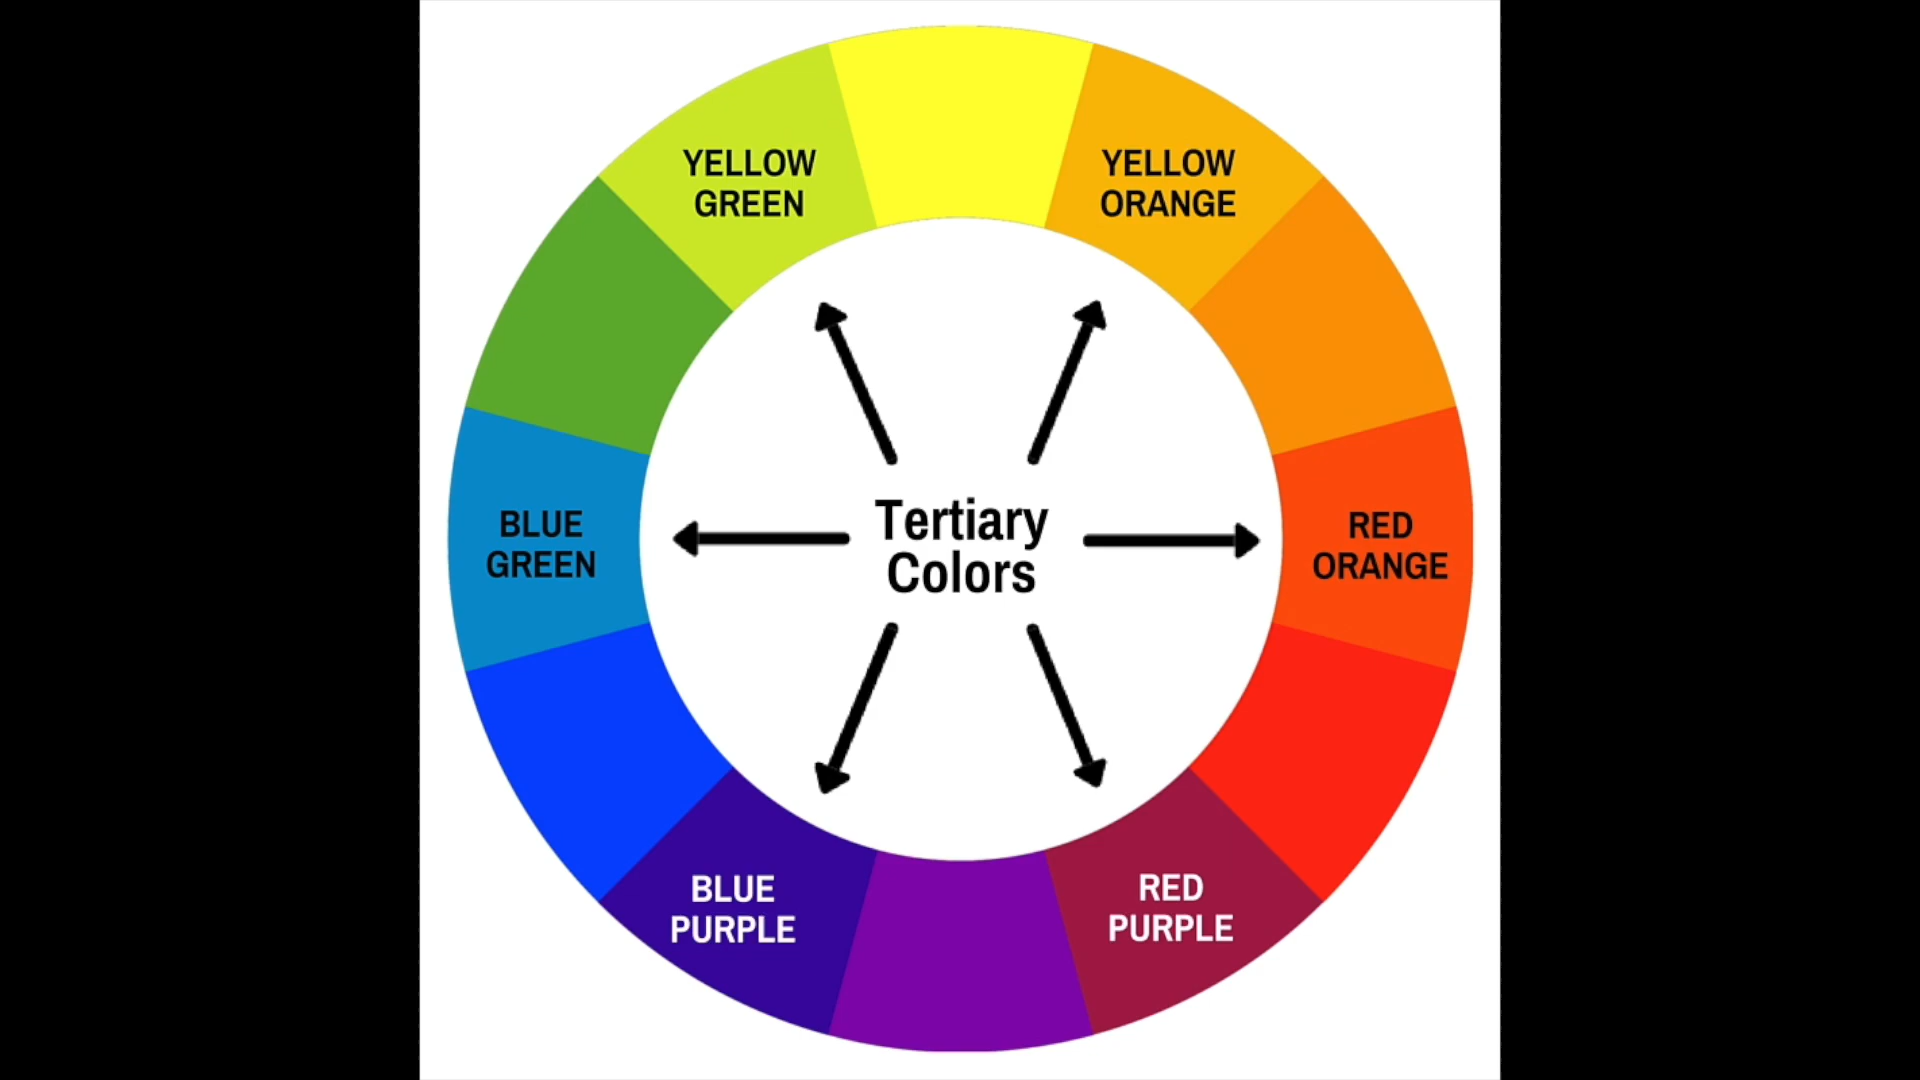 YELLOW
GREEN
YELLOW
ORANGE
BLUE
GREEN
Tertiary
Colors
RED
ORANGE
BLUE
PURPLE
RED
PURPLE